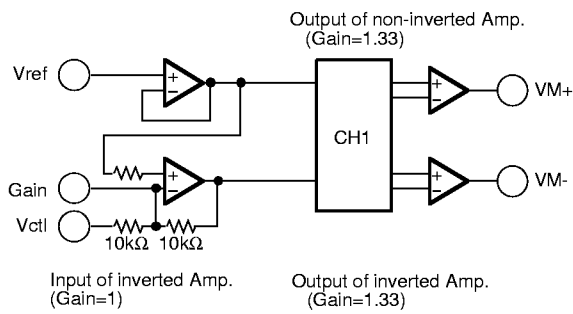 Output of non-inverted Amp.
(Gain=1.33)
Vref
+
−
+
−
VM+
CH1
Gain
+
−
+
−
VM-
Vctl
10kΩ 10kΩ
Input of inverted Amp.
(Gain=1)
Output of inverted Amp.
(Gain=1.33)